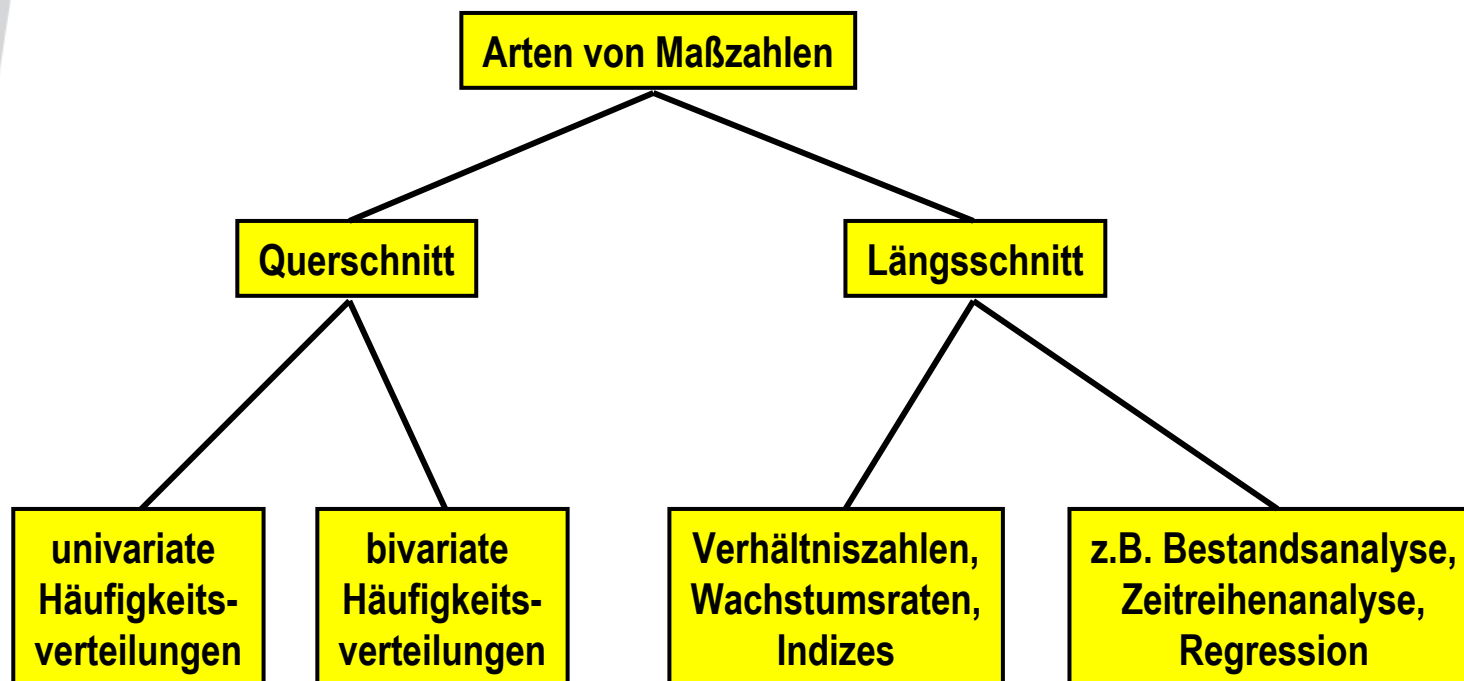 Arten von Maßzahlen
Querschnitt
Längsschnitt
univariate
Häufigkeits-
verteilungen
bivariate
Häufigkeits-
verteilungen
Verhältniszahlen,
Wachstumsraten,
Indizes
z.B. Bestandsanalyse,
Zeitreihenanalyse,
Regression